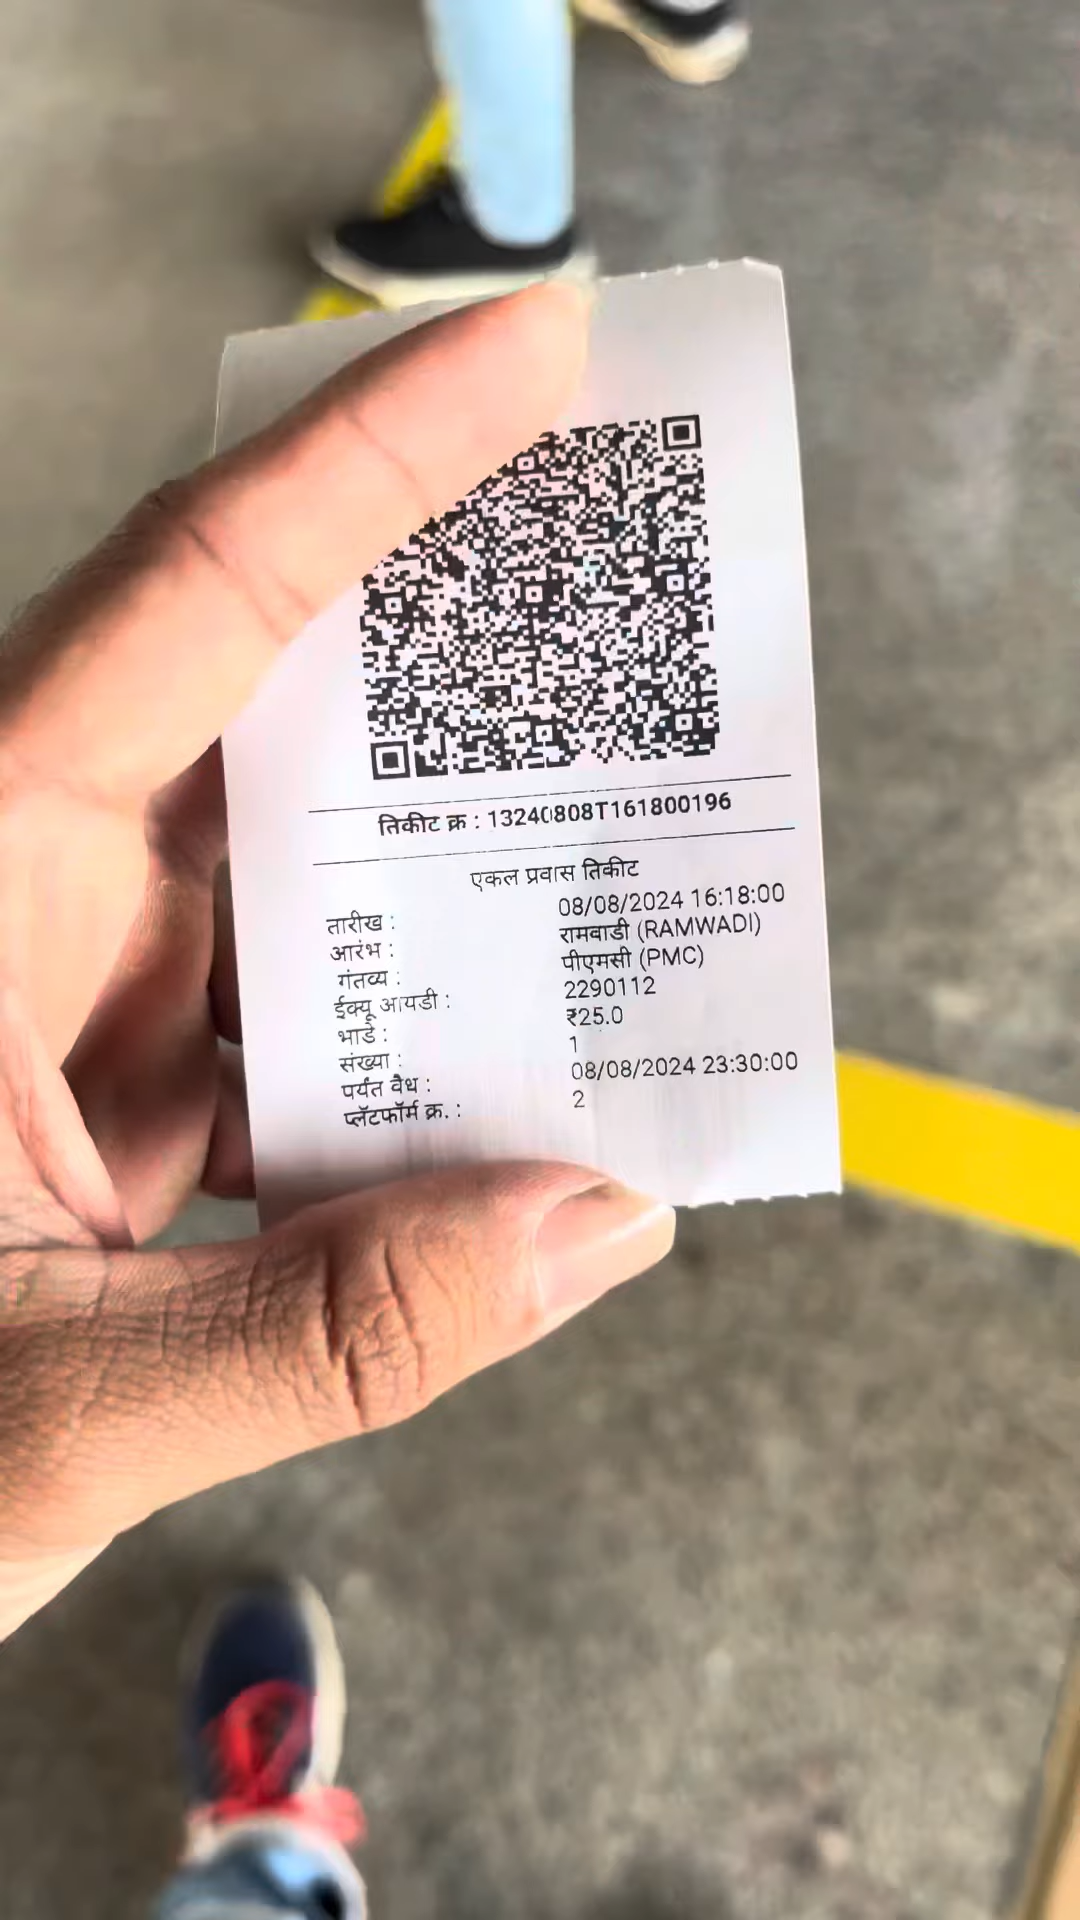 तिकीट क्र : 13240808T161800196
एकल प्रवास तिकीट
तारीख : 08/08/2024 16:18:00
आरंभ : रामवाडी (RAMWADI)
गंतव्य : पीएमसी (PMC)
ईक्यू आयडी : 2290112
भाडे : ₹25.0
संख्या : 1
पर्यंत वैध : 08/08/2024 23:30:00
प्लॅटफॉर्म क्र. : 2